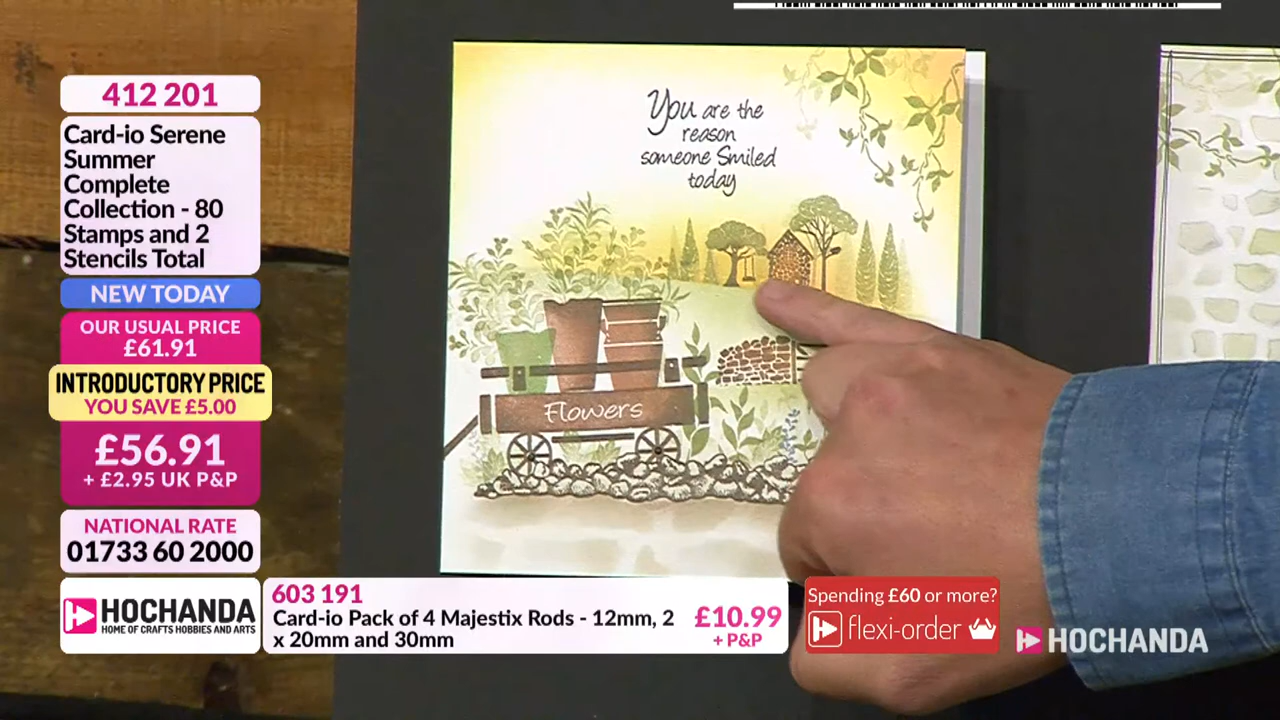 412 201
Card-io Serene
Summer
Complete
Collection - 80
Stamps and 2
Stencils Total
NEW TODAY
OUR USUAL PRICE
£61.91
INTRODUCTORY PRICE
YOU SAVE £5.00
£56.91
+ £2.95 UK P&P
NATIONAL RATE
01733 60 2000
HOCHANDA
HOME OF CRAFTS HOBBIES AND ARTS
603 191
Card-io Pack of 4 Majestix Rods - 12mm, 2
x 20mm and 30mm
£10.99
+ P&P
Spending £60 or more?
flexi-order
HOCHANDA
You are the
reason
someone Smiled
today
Flowers